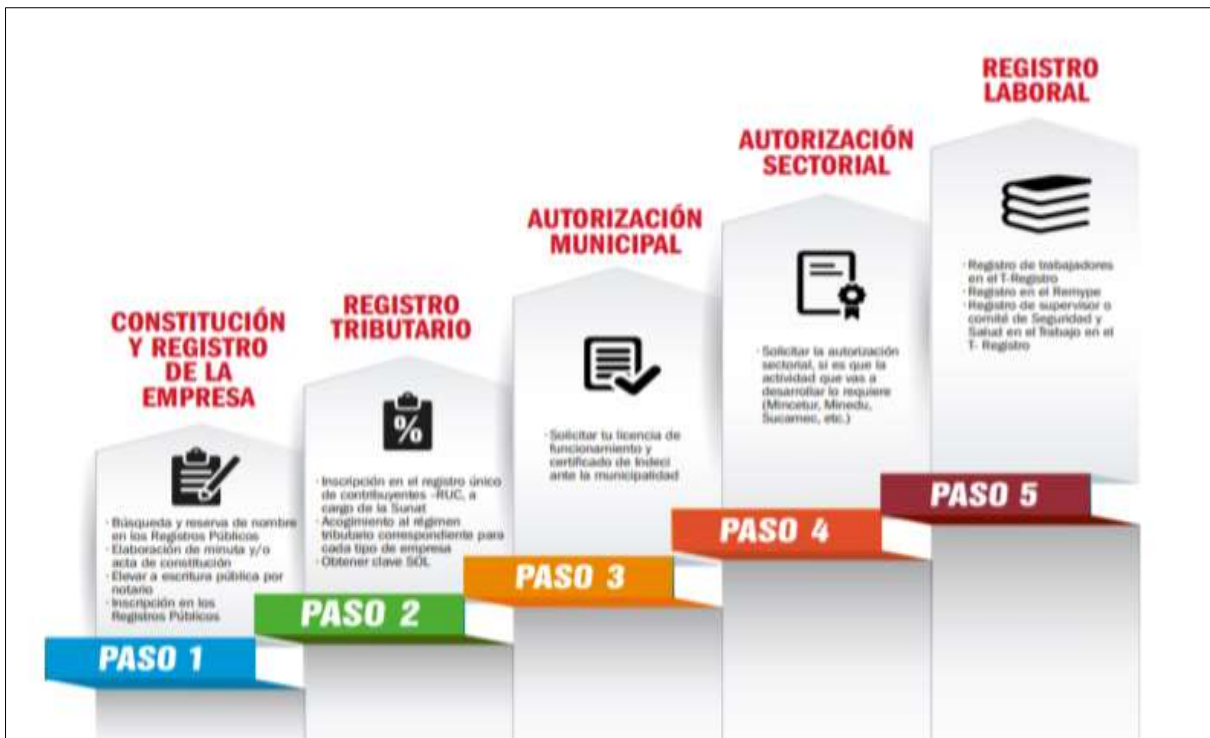 CONSTITUCIÓN
Y REGISTRO
DE LA
EMPRESA
· Búsqueda y reserva de nombre
en los Registros Públicos
· Elaboración de minuta y/o
acta de constitución
· Elevar a escritura pública por
notario
· Inscripción en los
Registros Públicos
PASO 1
REGISTRO
TRIBUTARIO
%
· Inscripción en el registro único
de contribuyentes -RUC, a
cargo de la Sunat
· Acogimiento al régimen
tributario correspondiente para
cada tipo de empresa
· Obtener clave SOL
PASO 2
AUTORIZACIÓN
MUNICIPAL
· Solicitar tu licencia de
funcionamiento y
certificado de Indeci
ante la municipalidad
PASO 3
AUTORIZACIÓN
SECTORIAL
· Solicitar la autorización
sectorial, si es que la
actividad que vas a
desarrollar lo requiere
(Mincetur, Minedu,
Sucamec, etc.)
PASO 4
REGISTRO
LABORAL
· Registro de trabajadores
en el T-Registro
· Registro en el Remype
· Registro de supervisor o
comité de Seguridad y
Salud en el Trabajo en el
T- Registro
PASO 5